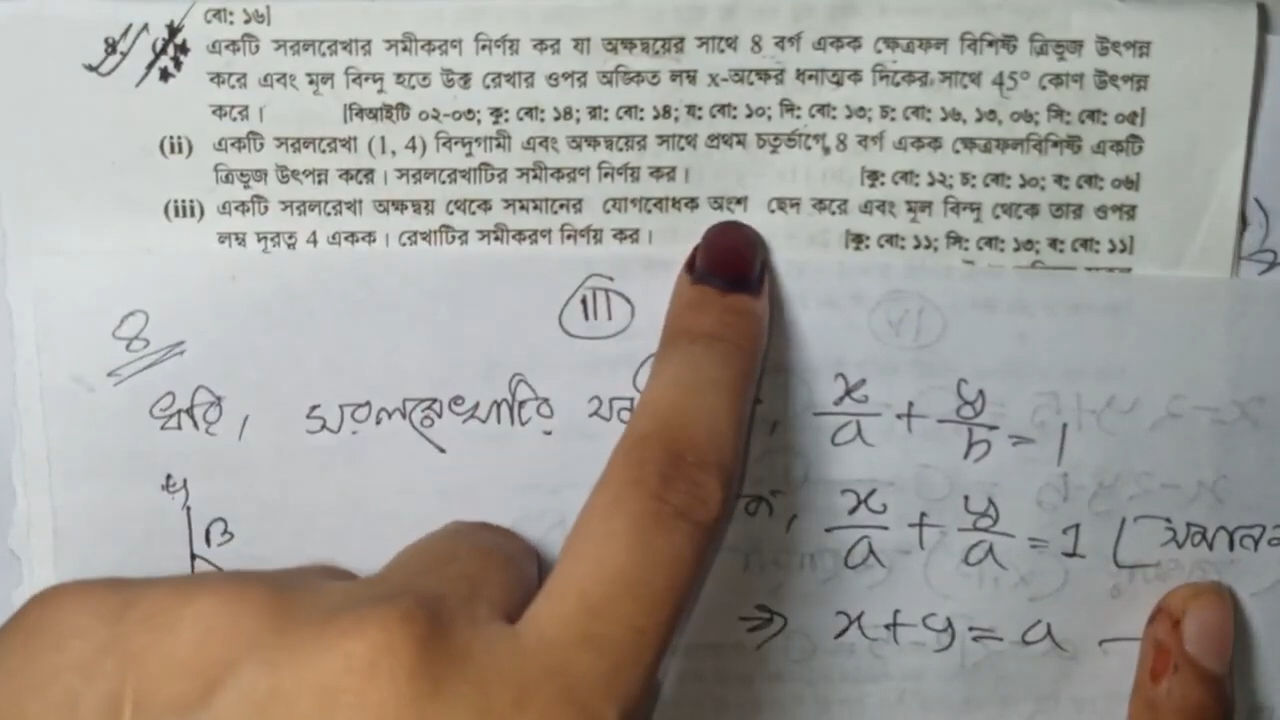 বো: ১৬]
একটি সরলরেখার সমীকরণ নির্ণয় কর যা অক্ষদ্বয়ের সাথে 8 বর্গ একক ক্ষেত্রফল বিশিষ্ট ত্রিভুজ উৎপন্ন
করে এবং মূল বিন্দু হতে উক্ত রেখার ওপর অঙ্কিত লম্ব x-অক্ষের ধনাত্মক দিকের সাথে 45° কোণ উৎপন্ন
করে। [বিআইটি ০২-০৩; কু: বো: ১৪; রা: বো: ১৪; য: বো: ১০; দি: বো: ১৩; চ: বো: ১৬, ১৩, ০৬; সি: বো: ০৫]
(ii) একটি সরলরেখা (1, 4) বিন্দুগামী এবং অক্ষদ্বয়ের সাথে প্রথম চতুর্ভাগে 8 বর্গ একক ক্ষেত্রফলবিশিষ্ট একটি
ত্রিভুজ উৎপন্ন করে। সরলরেখাটির সমীকরণ নির্ণয় কর। [কু: বো: ১২; চ: বো: ১০; ব: বো: ০৬]
(iii) একটি সরলরেখা অক্ষদ্বয় থেকে সমমানের যোগবোধক অংশ ছেদ করে এবং মূল বিন্দু থেকে তার ওপর
লম্ব দূরত্ব 4 একক। রেখাটির সমীকরণ নির্ণয় কর। [কু: বো: ১১; সি: বো: ১৩; ব: বো: ১১]
8 III VI
ধরি, সরলরেখাটির x/a + y/b = 1
y B x/a + y/a = 1 [
⇒ x+y = a —